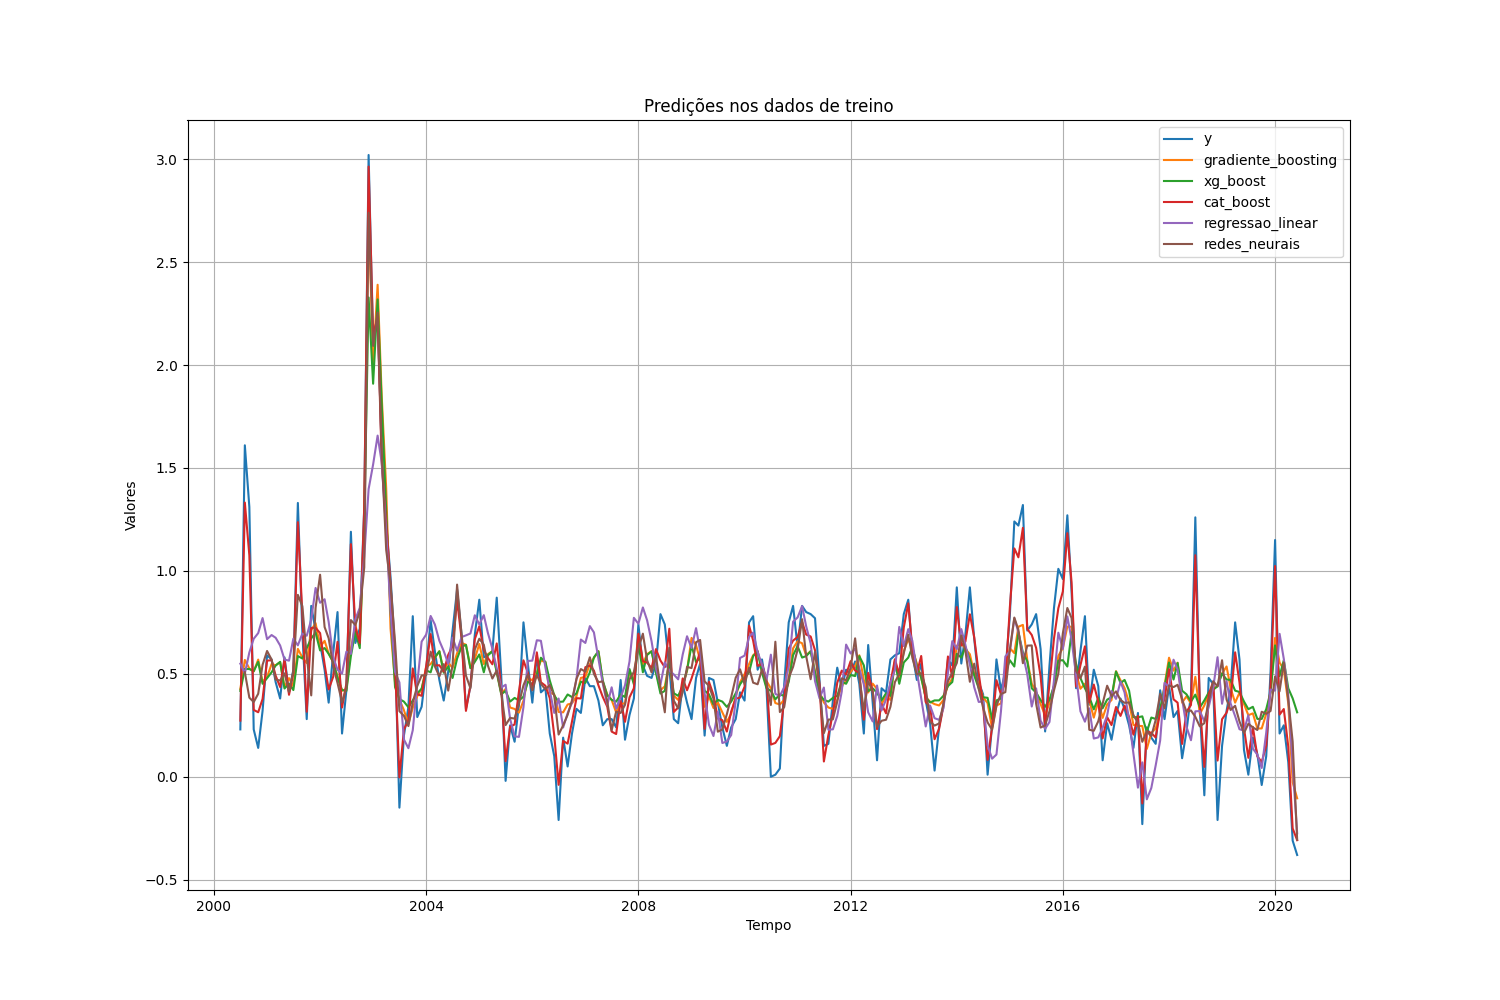 Predições nos dados de treino
y
gradiente_boosting
xg_boost
cat_boost
regressao_linear
redes_neurais
Valores
3.0
2.5
2.0
1.5
1.0
0.5
0.0
−0.5
2000
2004
2008
2012
2016
2020
Tempo